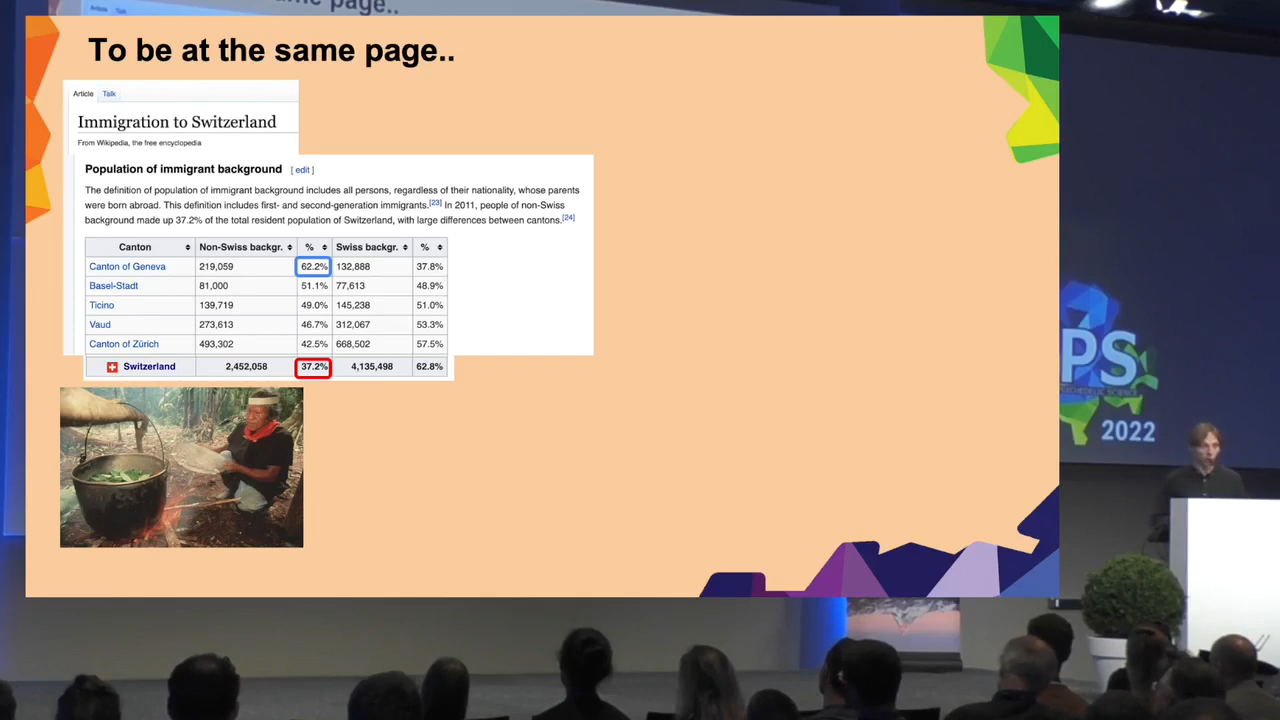 To be at the same page..
Article Talk
Immigration to Switzerland
From Wikipedia, the free encyclopedia
Population of immigrant background [ edit ]
The definition of population of immigrant background includes all persons, regardless of their nationality, whose parents
were born abroad. This definition includes first- and second-generation immigrants.[23] In 2011, people of non-Swiss
background made up 37.2% of the total resident population of Switzerland, with large differences between cantons.[24]
Canton Non-Swiss backgr. % Swiss backgr. %
Canton of Geneva 219,059 62.2% 132,888 37.8%
Basel-Stadt 81,000 51.1% 77,613 48.9%
Ticino 139,719 49.0% 145,238 51.0%
Vaud 273,613 46.7% 312,067 53.3%
Canton of Zürich 493,302 42.5% 668,502 57.5%
Switzerland 2,452,058 37.2% 4,135,498 62.8%
PS
2022